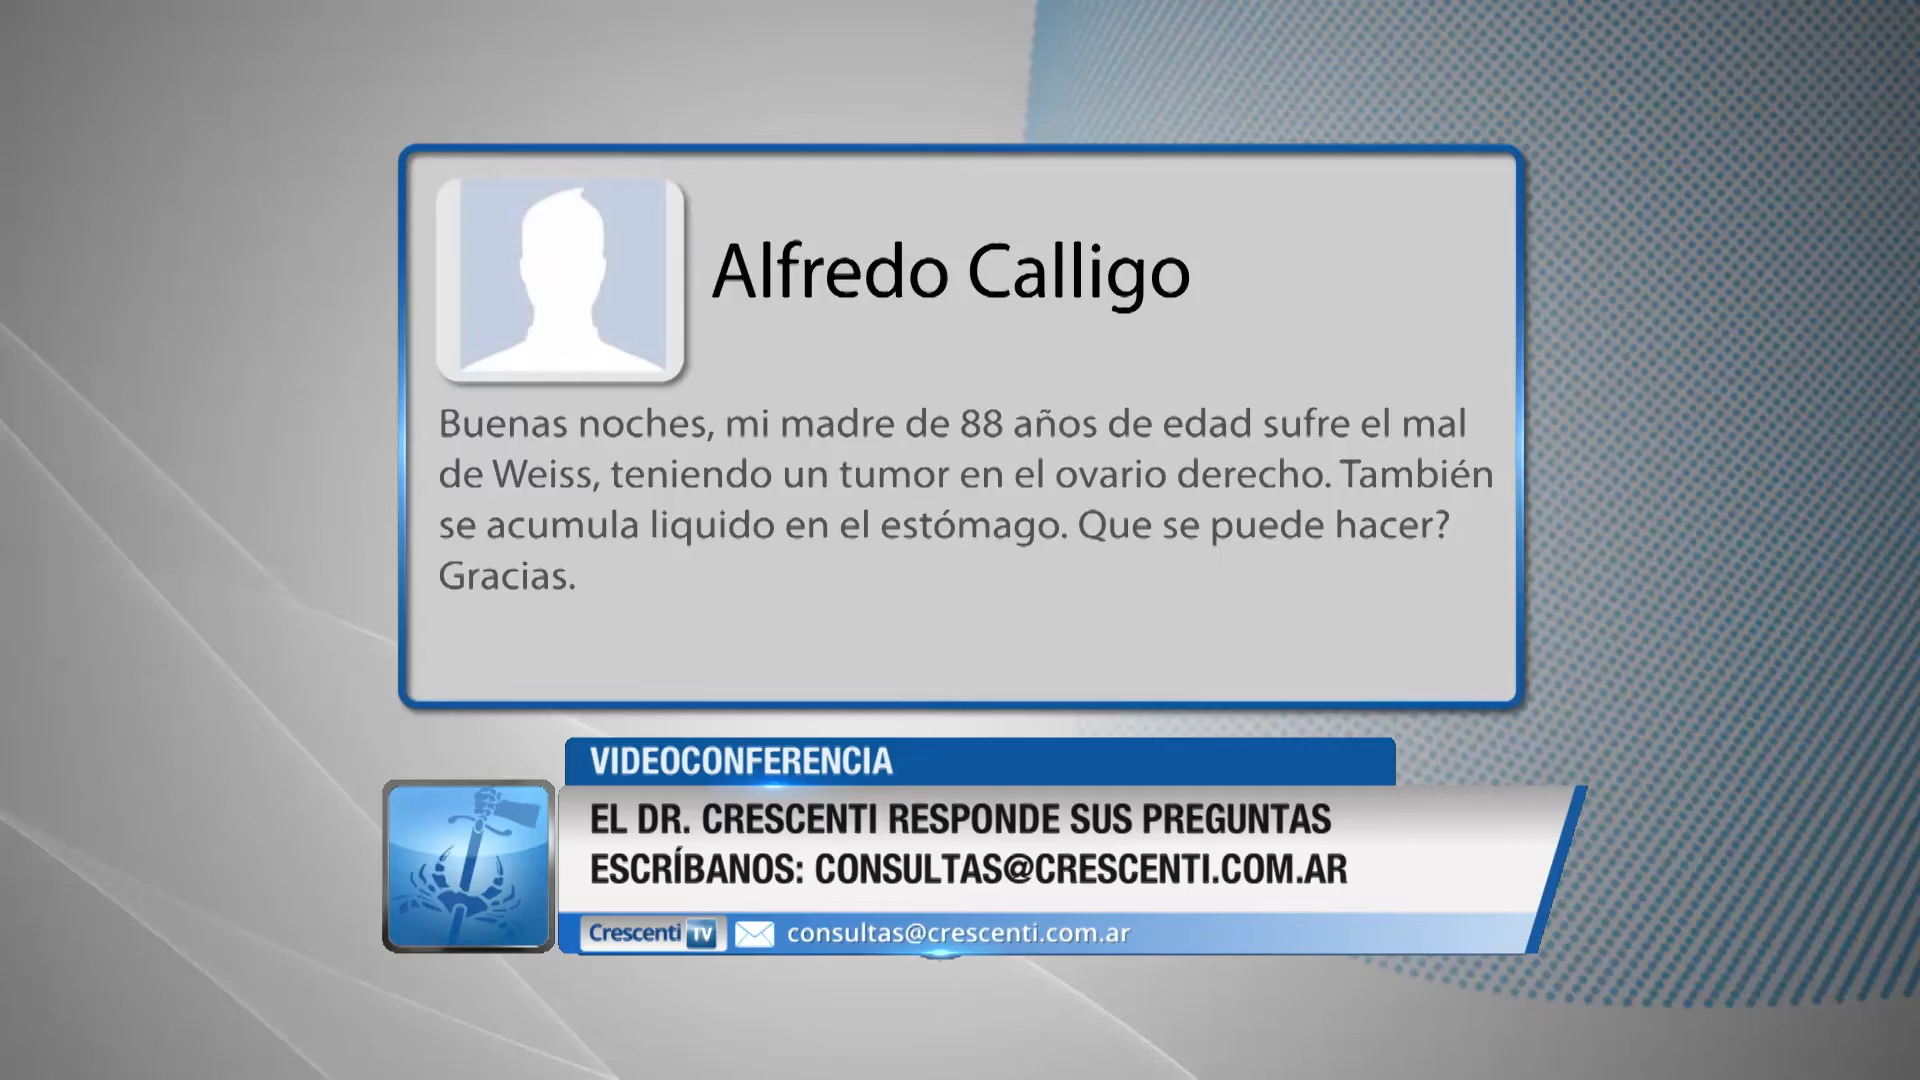 Alfredo Calligo
Buenas noches, mi madre de 88 años de edad sufre el mal
de Weiss, teniendo un tumor en el ovario derecho. También
se acumula liquido en el estómago. Que se puede hacer?
Gracias.
VIDEOCONFERENCIA
EL DR. CRESCENTI RESPONDE SUS PREGUNTAS
ESCRÍBANOS: CONSULTAS@CRESCENTI.COM.AR
Crescenti TV consultas@crescenti.com.ar